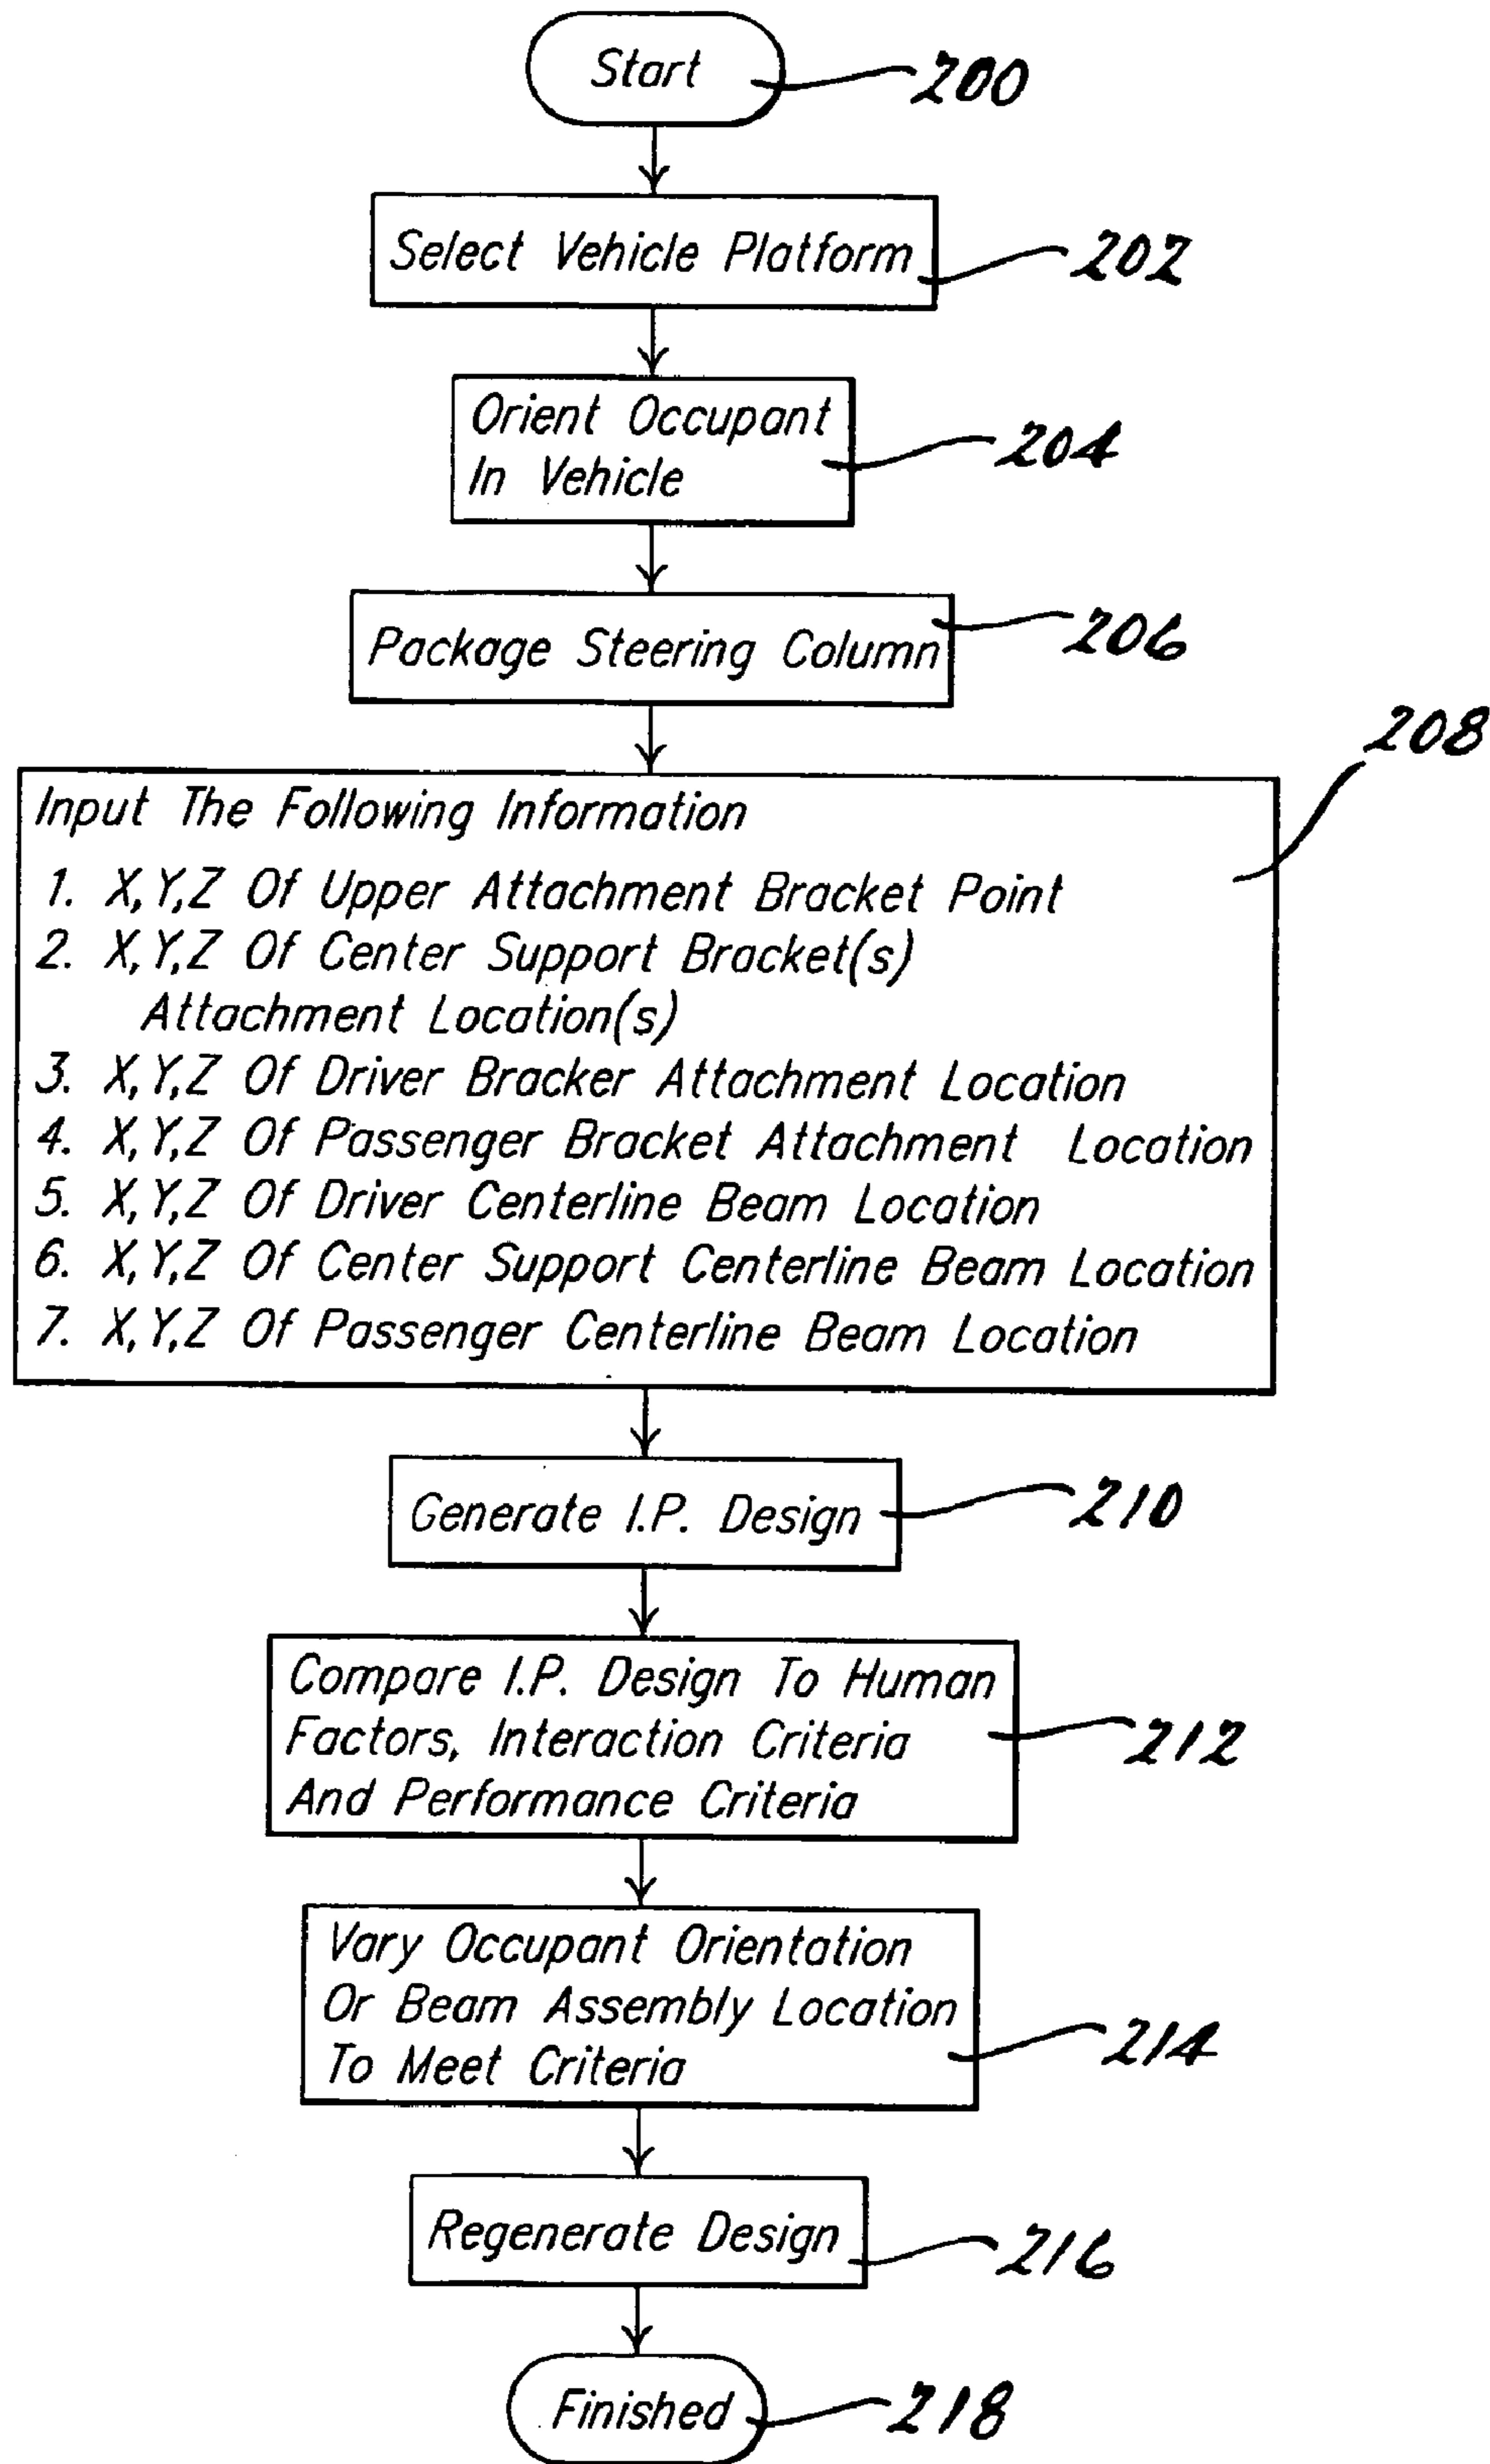 Start
200
Select Vehicle Platform
202
Orient Occupant
In Vehicle
204
Package Steering Column
206
208
Input The Following Information
1. X,Y,Z Of Upper Attachment Bracket Point
2. X,Y,Z Of Center Support Bracket(s)
Attachment Location(s)
3. X,Y,Z Of Driver Bracker Attachment Location
4. X,Y,Z Of Passenger Bracket Attachment Location
5. X,Y,Z Of Driver Centerline Beam Location
6. X,Y,Z Of Center Support Centerline Beam Location
7. X,Y,Z Of Passenger Centerline Beam Location
Generate I.P. Design
210
Compare I.P. Design To Human
Factors, Interaction Criteria
And Performance Criteria
212
Vary Occupant Orientation
Or Beam Assembly Location
To Meet Criteria
214
Regenerate Design
216
Finished
218